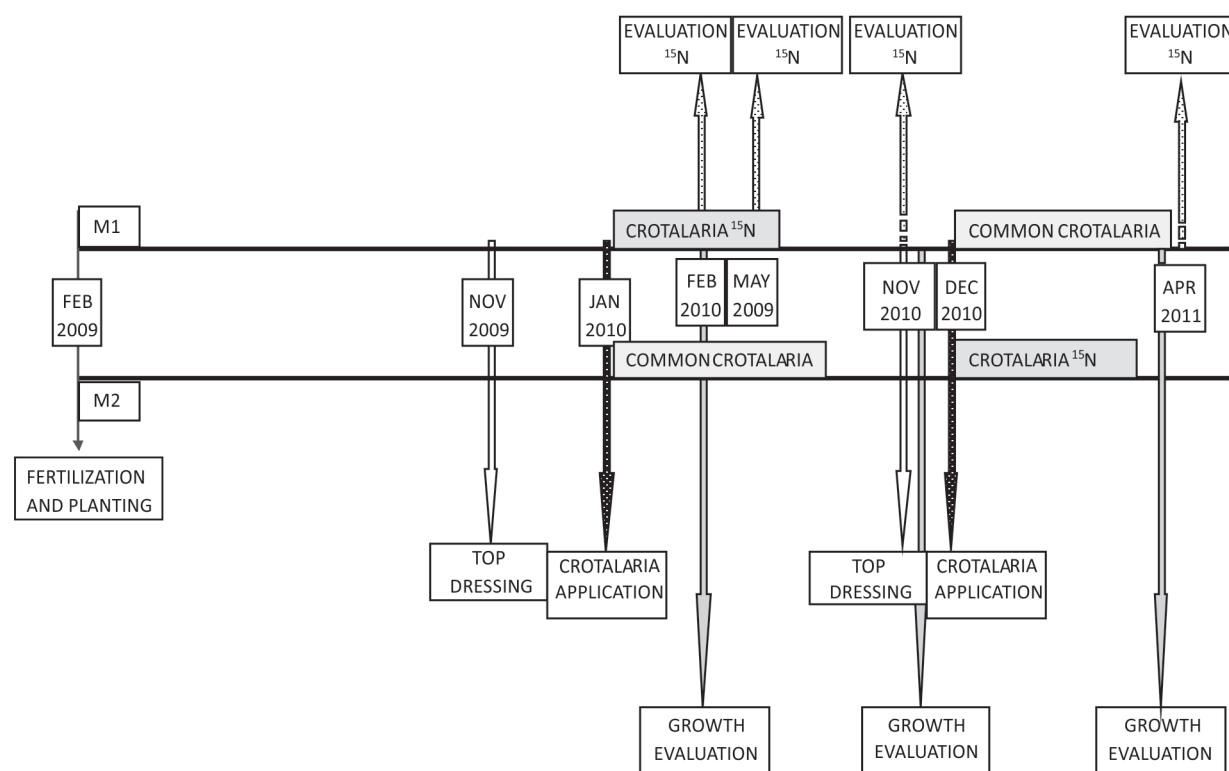 EVALUATION
¹⁵N
EVALUATION
¹⁵N
EVALUATION
¹⁵N
EVALUATION
¹⁵N
M1
CROTALARIA ¹⁵N
COMMON CROTALARIA
FEB
2009
NOV
2009
JAN
2010
FEB
2010
MAY
2009
NOV
2010
DEC
2010
APR
2011
COMMON CROTALARIA
CROTALARIA ¹⁵N
M2
FERTILIZATION
AND PLANTING
TOP
DRESSING
CROTALARIA
APPLICATION
TOP
DRESSING
CROTALARIA
APPLICATION
GROWTH
EVALUATION
GROWTH
EVALUATION
GROWTH
EVALUATION